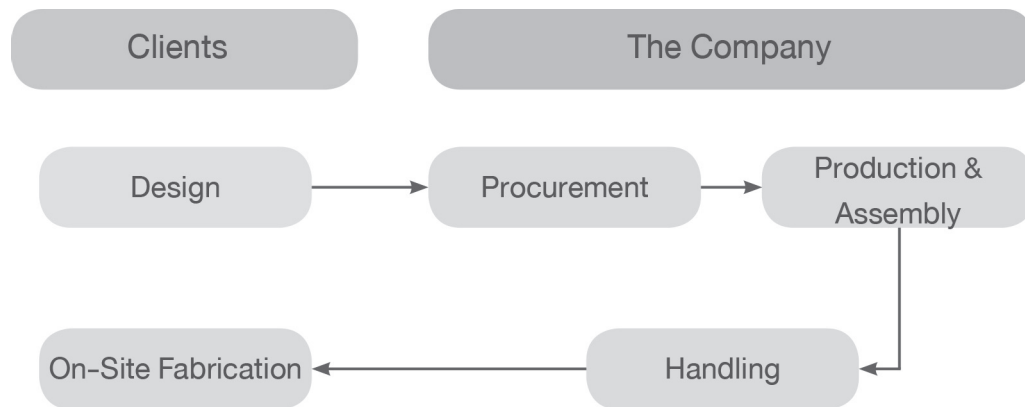 Clients
The Company
Design
Procurement
Production &
Assembly
Handling
On-Site Fabrication